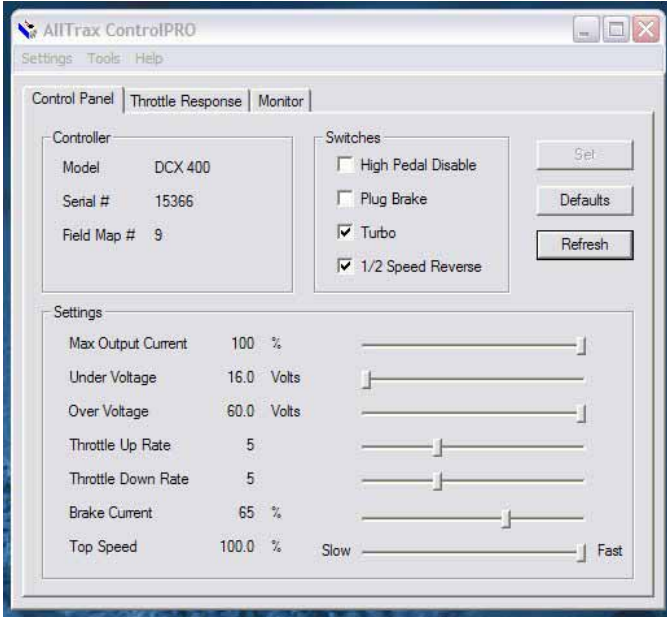 AllTrax ControlPRO
Settings Tools Help
Control Panel Throttle Response Monitor
Controller
Model DCX 400
Serial # 15366
Field Map # 9
Switches
High Pedal Disable
Plug Brake
Turbo
1/2 Speed Reverse
Set
Defaults
Refresh
Settings
Max Output Current 100 %
Under Voltage 16.0 Volts
Over Voltage 60.0 Volts
Throttle Up Rate 5
Throttle Down Rate 5
Brake Current 65 %
Top Speed 100.0 % Slow Fast